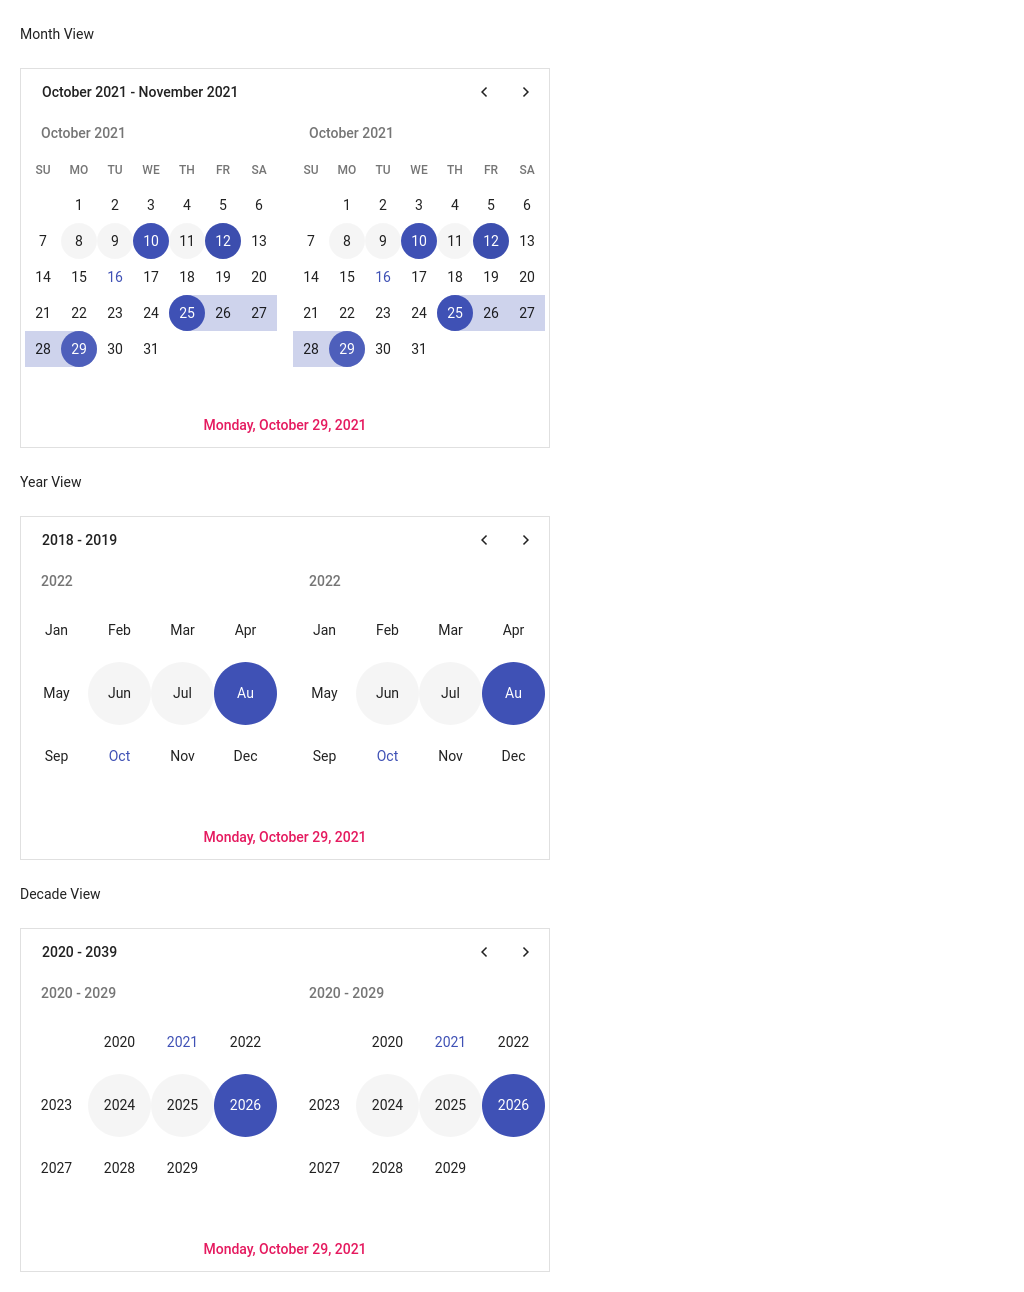 Month View
October 2021 - November 2021
October 2021 October 2021
SU MO TU WE TH FR SA SU MO TU WE TH FR SA
1 2 3 4 5 6 1 2 3 4 5 6
7 8 9 10 11 12 13 7 8 9 10 11 12 13
14 15 16 17 18 19 20 14 15 16 17 18 19 20
21 22 23 24 25 26 27 21 22 23 24 25 26 27
28 29 30 31 28 29 30 31
Monday, October 29, 2021
Year View
2018 - 2019
2022 2022
Jan Feb Mar Apr Jan Feb Mar Apr
May Jun Jul Au May Jun Jul Au
Sep Oct Nov Dec Sep Oct Nov Dec
Monday, October 29, 2021
Decade View
2020 - 2039
2020 - 2029 2020 - 2029
2020 2021 2022 2020 2021 2022
2023 2024 2025 2026 2023 2024 2025 2026
2027 2028 2029 2027 2028 2029
Monday, October 29, 2021